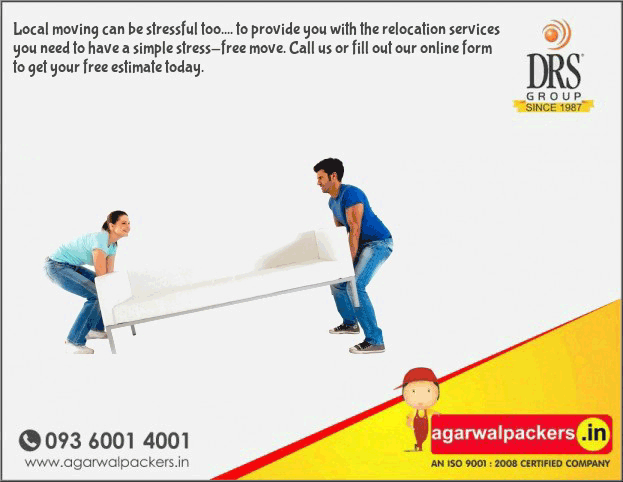 Local moving can be stressful too.... to provide you with the relocation services
you need to have a simple stress-free move. Call us or fill out our online form
to get your free estimate today.
DRS
GROUP
SINCE 1987
093 6001 4001
www.agarwalpackers.in
agarwalpackers .in
AN ISO 9001 : 2008 CERTIFIED COMPANY